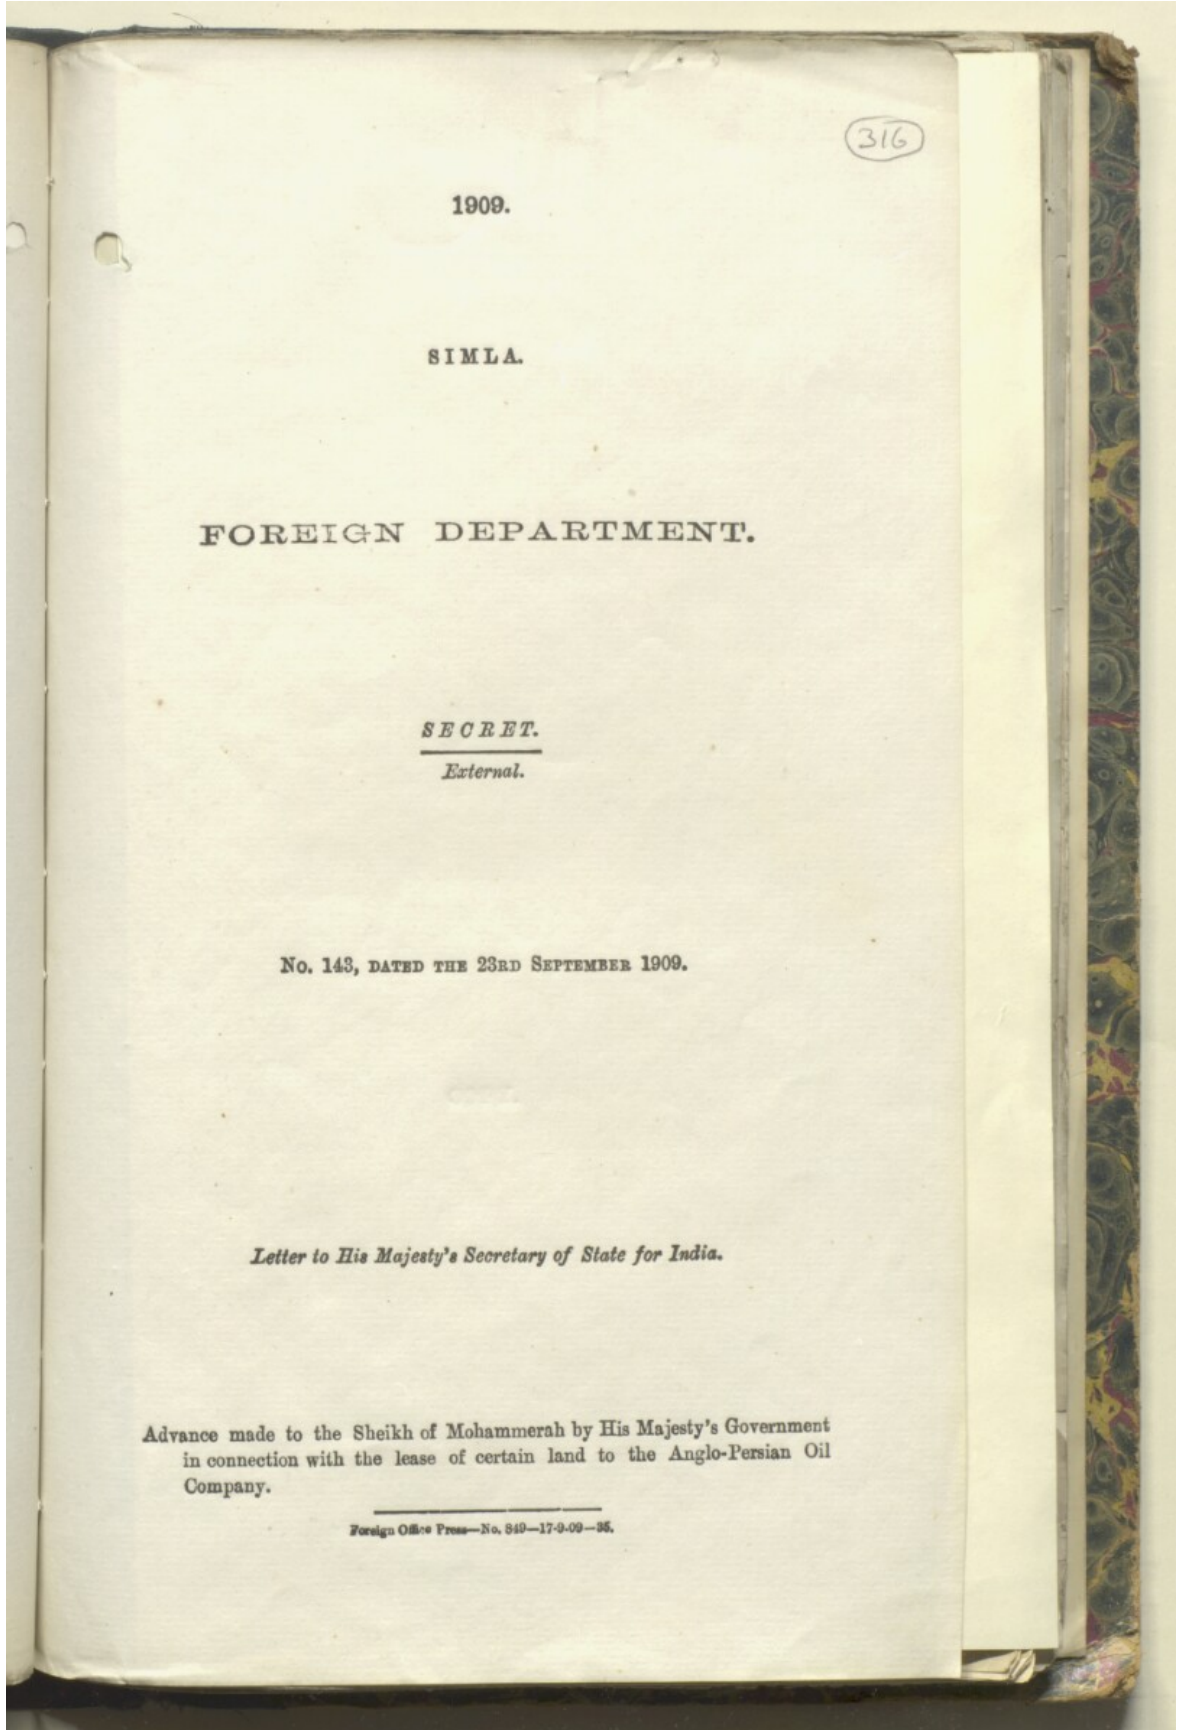 316
1909.
SIMLA.
FOREIGN DEPARTMENT.
SECRET.
External.
No. 143, DATED THE 23RD SEPTEMBER 1909.
Letter to His Majesty's Secretary of State for India.
Advance made to the Sheikh of Mohammerah by His Majesty's Government
in connection with the lease of certain land to the Anglo-Persian Oil
Company.
Foreign Office Press—No. 849—17-9-09—35.